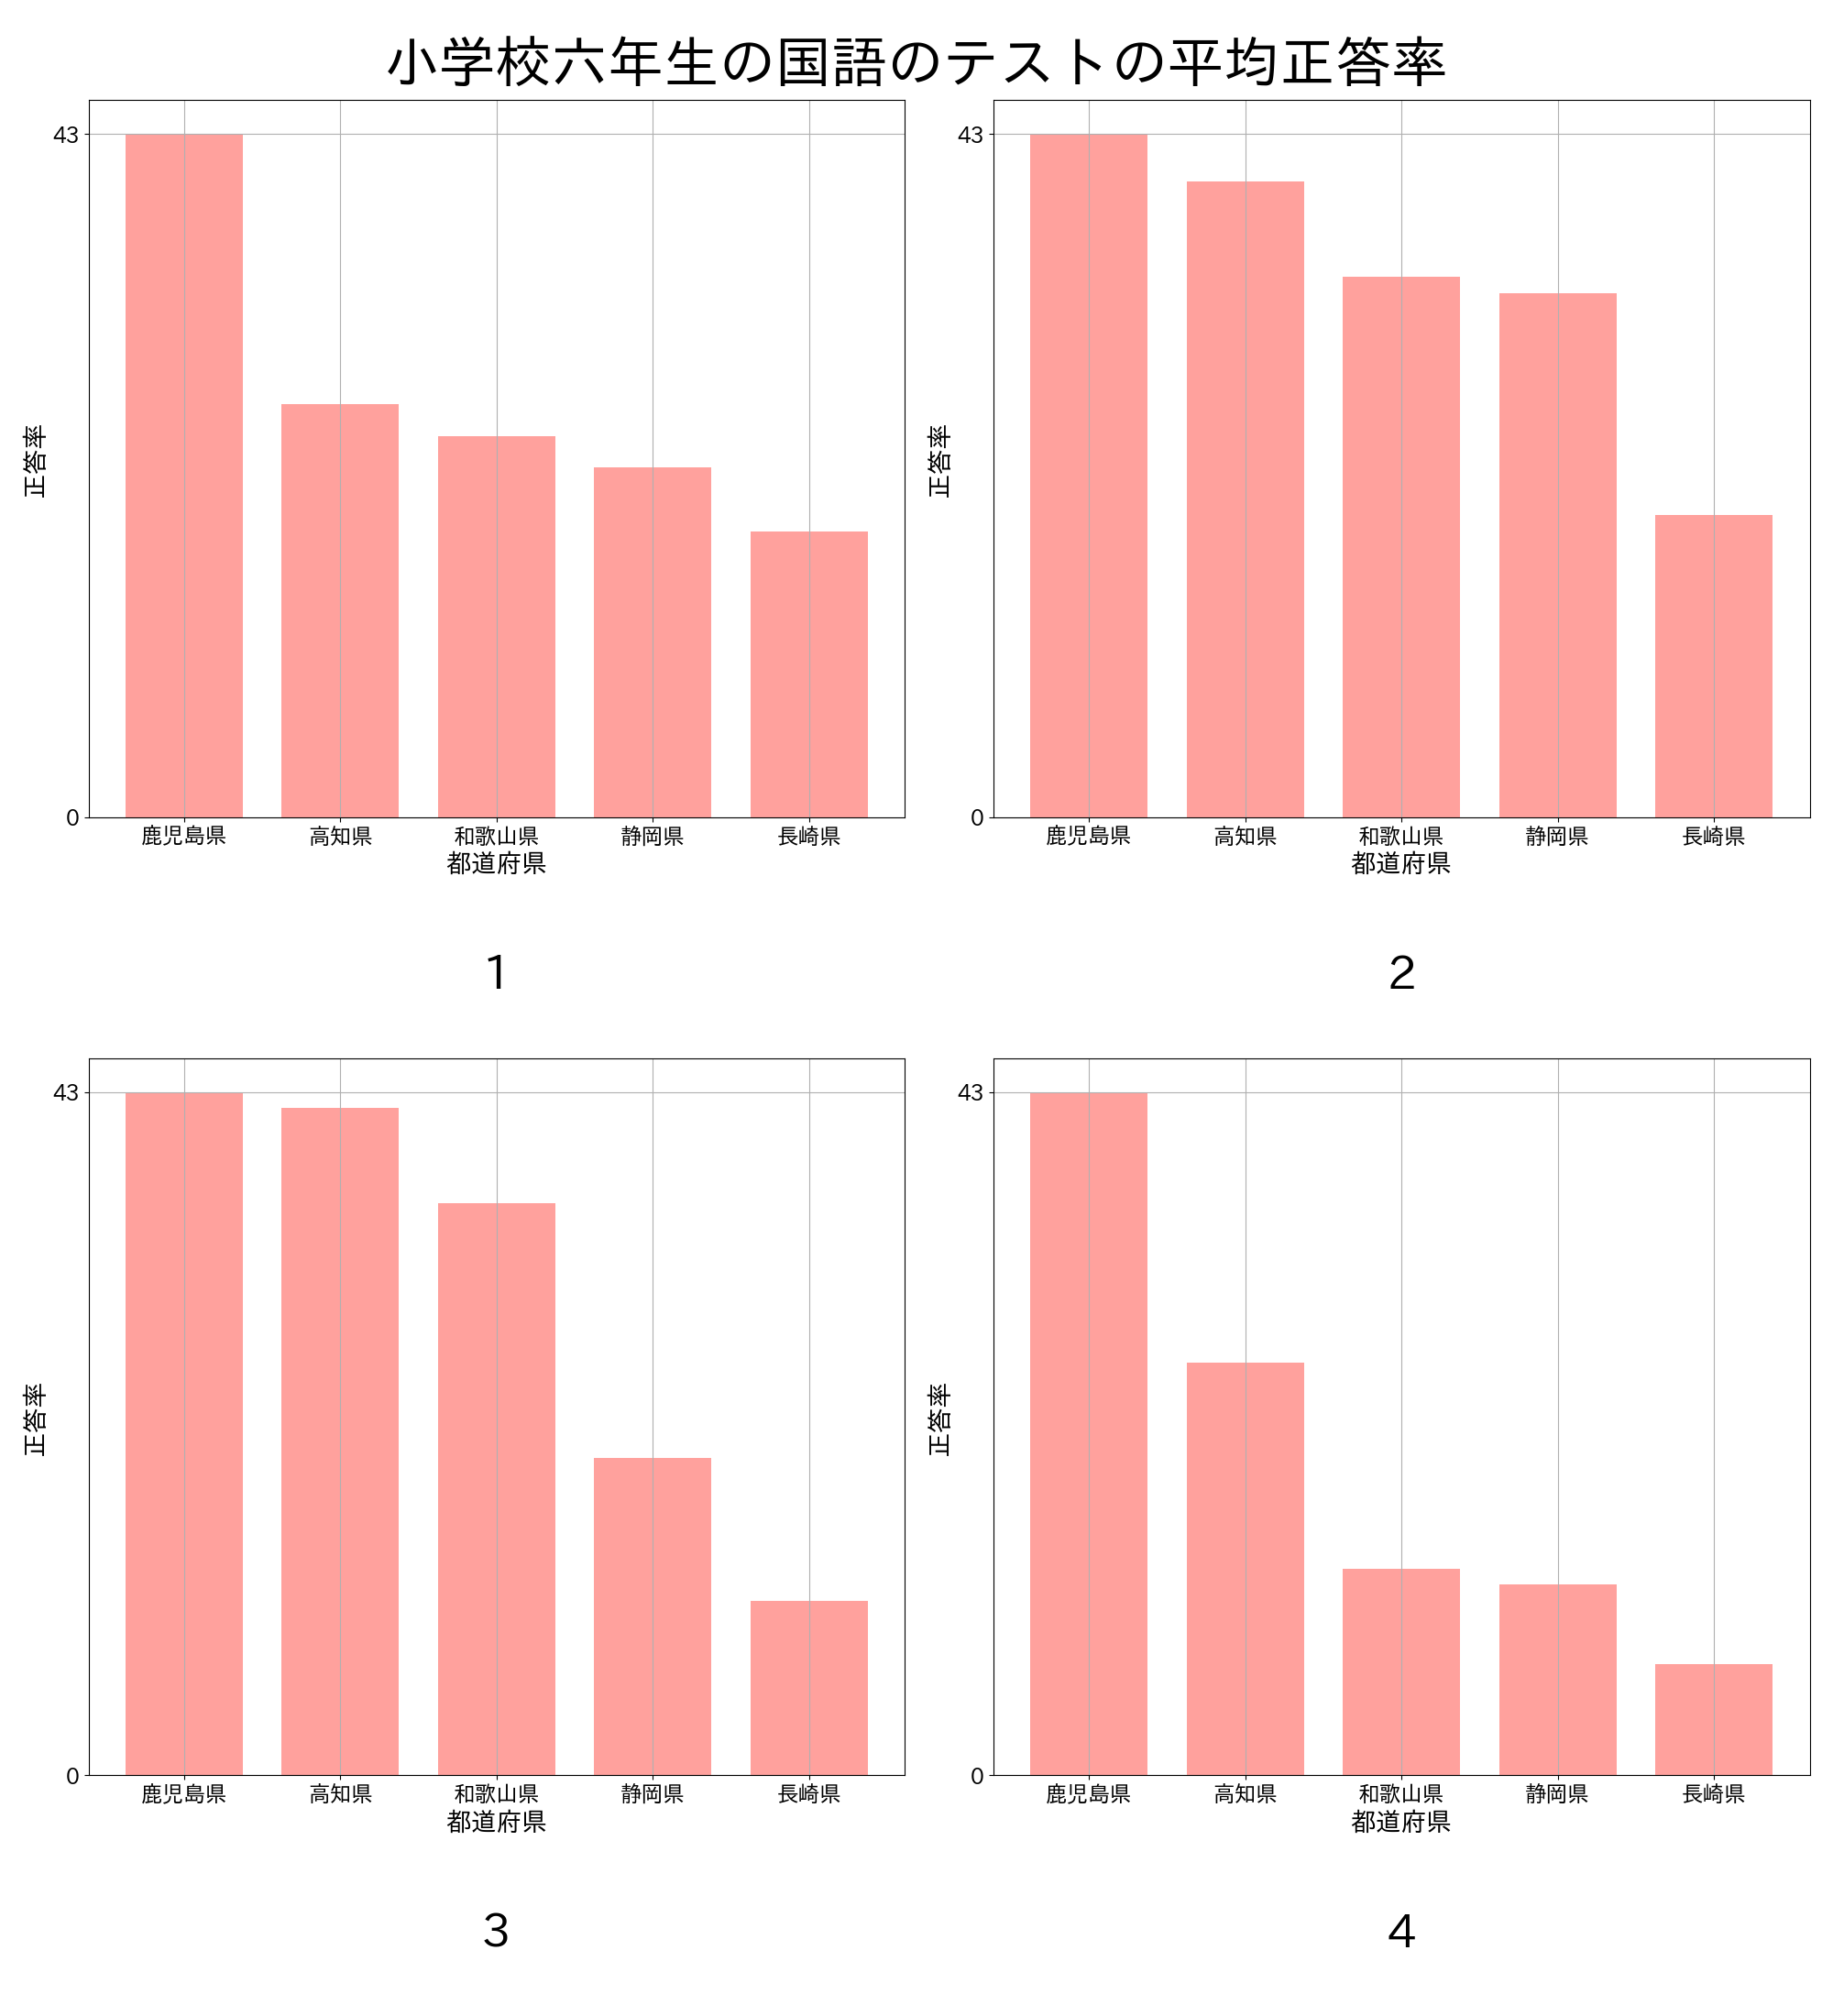 小学校六年生の国語のテストの平均正答率
43
正答率
0
鹿児島県 高知県 和歌山県 静岡県 長崎県
都道府県
1
43
正答率
0
鹿児島県 高知県 和歌山県 静岡県 長崎県
都道府県
2
43
正答率
0
鹿児島県 高知県 和歌山県 静岡県 長崎県
都道府県
3
43
正答率
0
鹿児島県 高知県 和歌山県 静岡県 長崎県
都道府県
4